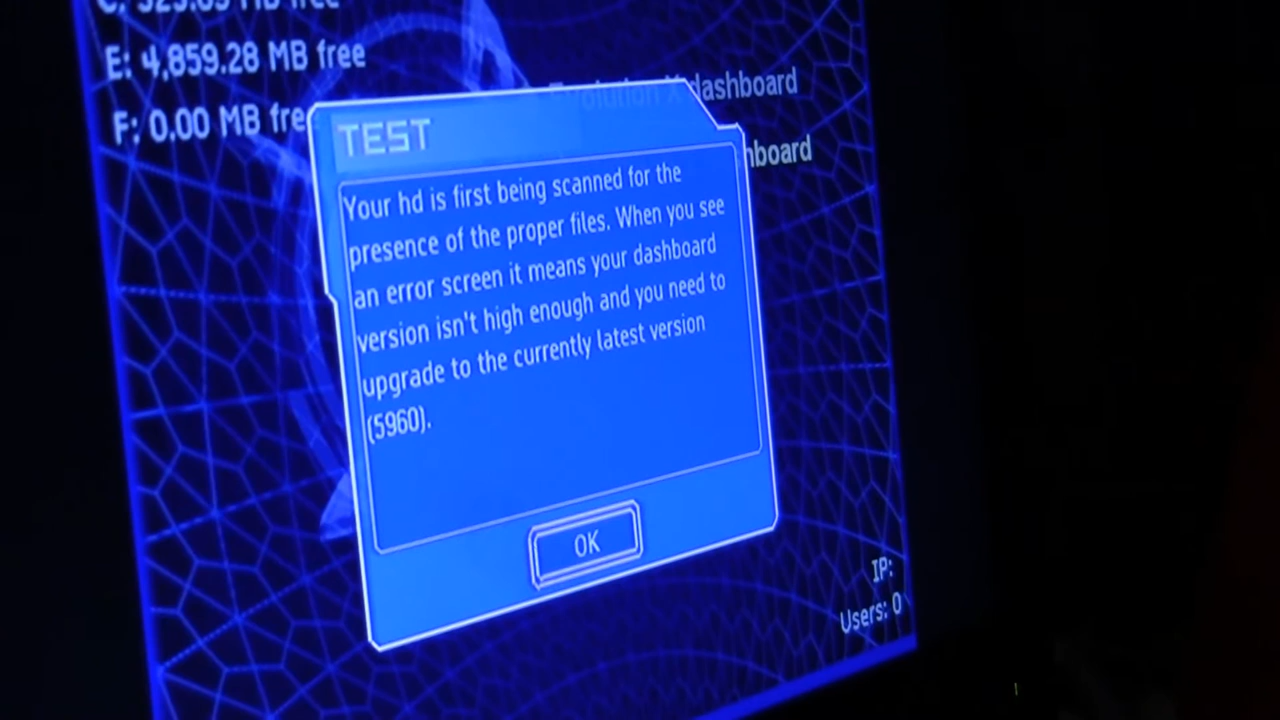 E: 4,859.28 MB free
F: 0.00 MB fre
dashboard
TEST
Your hd is first being scanned for the
presence of the proper files. When you see
an error screen it means your dashboard
version isn't high enough and you need to
upgrade to the currently latest version
(5960).
OK
IP:
Users: 0